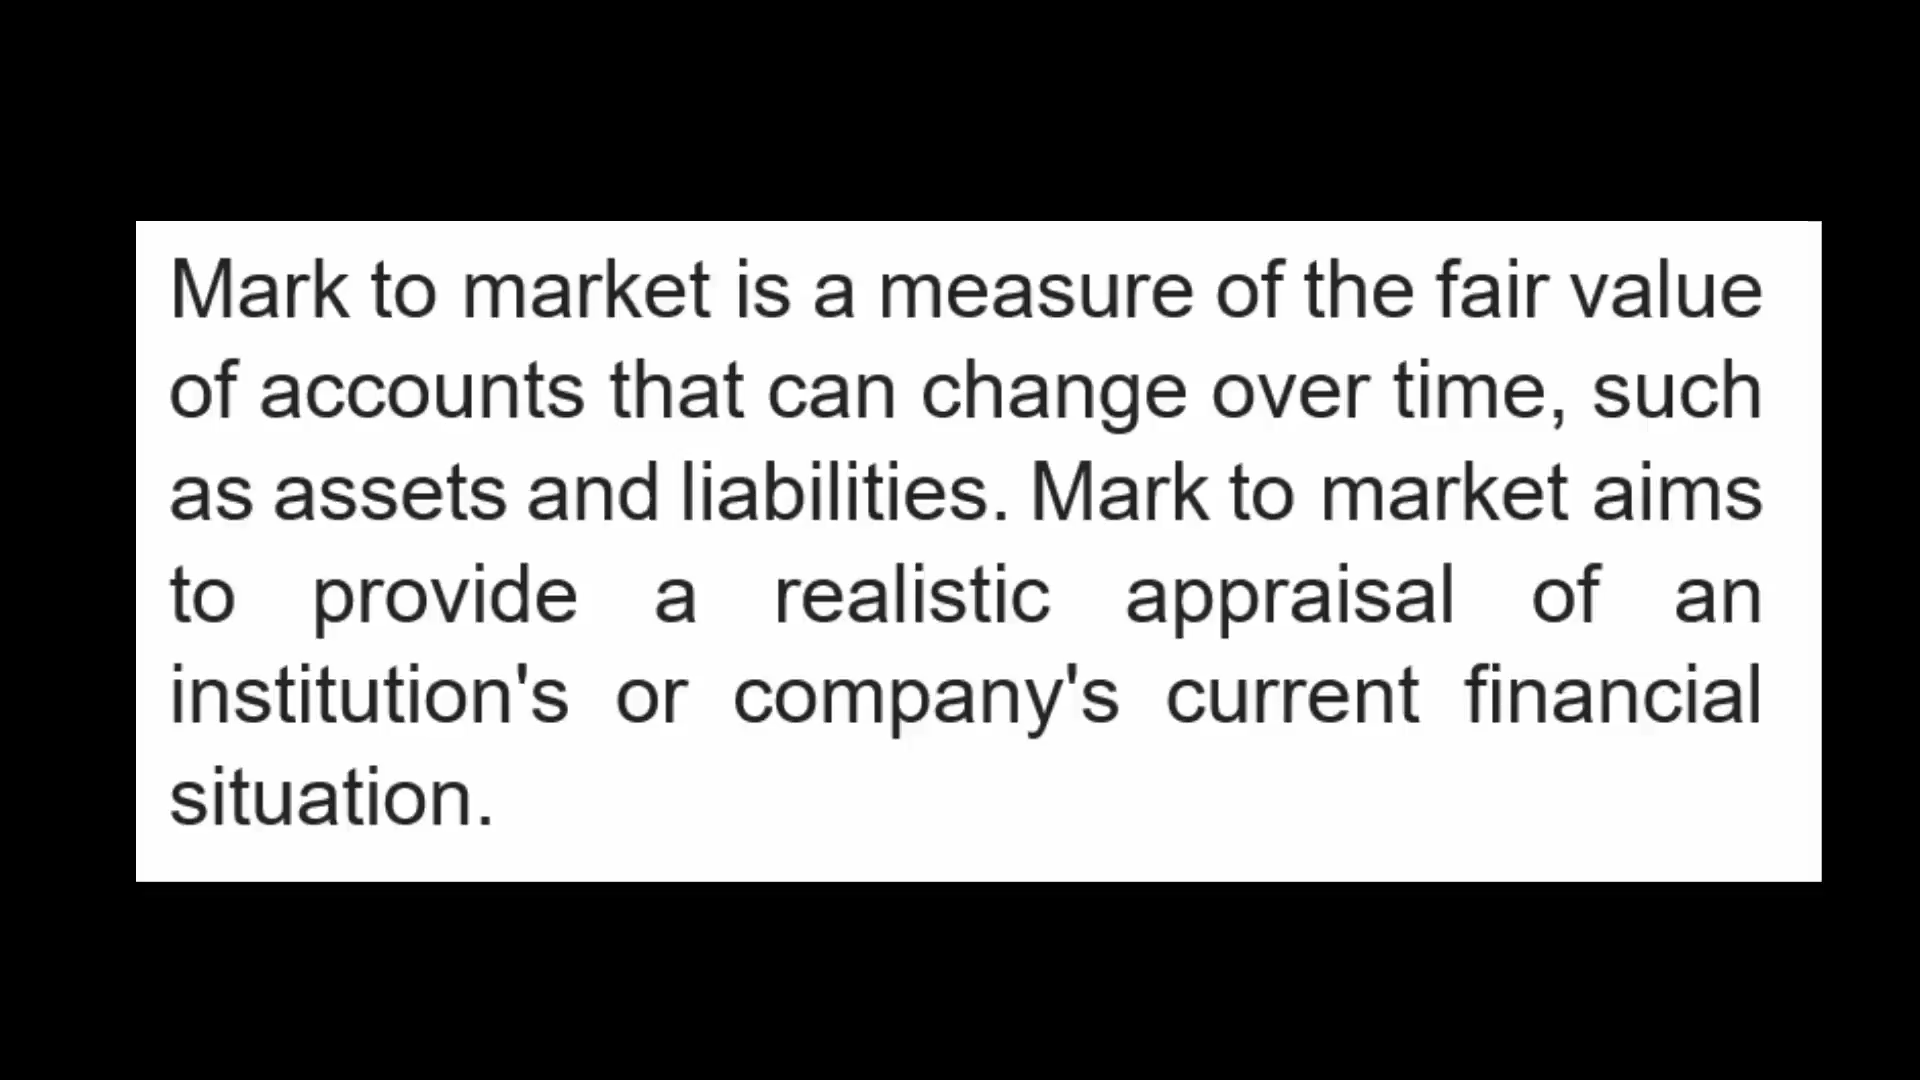 Mark to market is a measure of the fair value
of accounts that can change over time, such
as assets and liabilities. Mark to market aims
to provide a realistic appraisal of an
institution's or company's current financial
situation.